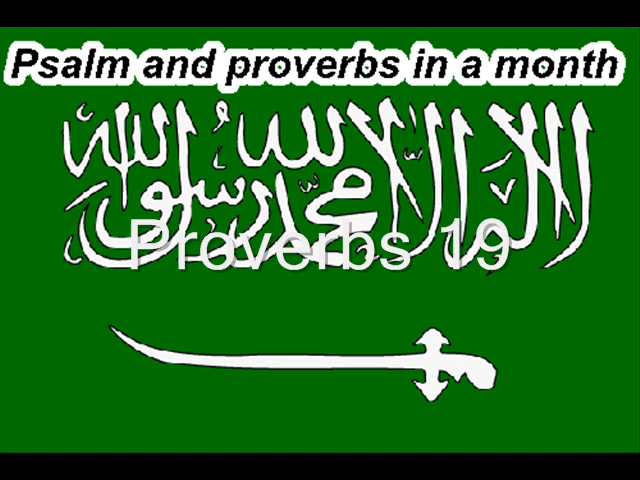 Psalm and proverbs in a month
لا إله إلا الله محمد رسول الله
Proverbs 19